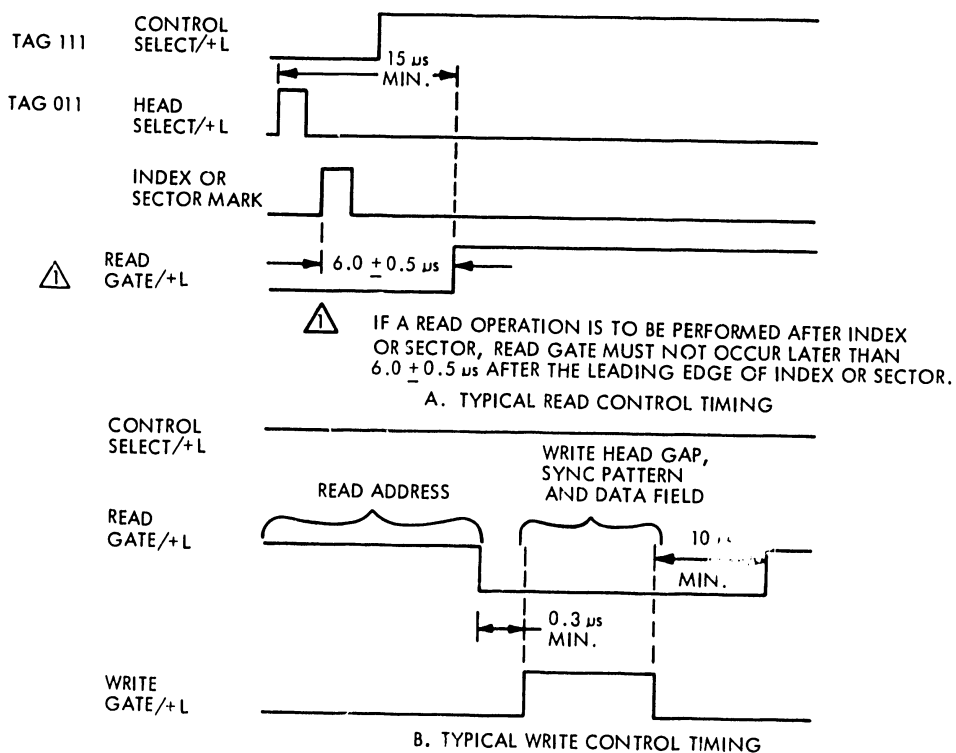 CONTROL
TAG 111 SELECT/+L
15 µs
MIN.
TAG 011 HEAD
SELECT/+L
INDEX OR
SECTOR MARK
READ
1 GATE/+L
6.0 ± 0.5 µs
1 IF A READ OPERATION IS TO BE PERFORMED AFTER INDEX
OR SECTOR, READ GATE MUST NOT OCCUR LATER THAN
6.0 ± 0.5 µs AFTER THE LEADING EDGE OF INDEX OR SECTOR.
A. TYPICAL READ CONTROL TIMING
CONTROL
SELECT/+L
WRITE HEAD GAP,
SYNC PATTERN
AND DATA FIELD
READ ADDRESS
READ
GATE/+L
10
MIN.
0.3 µs
MIN.
WRITE
GATE/+L
B. TYPICAL WRITE CONTROL TIMING